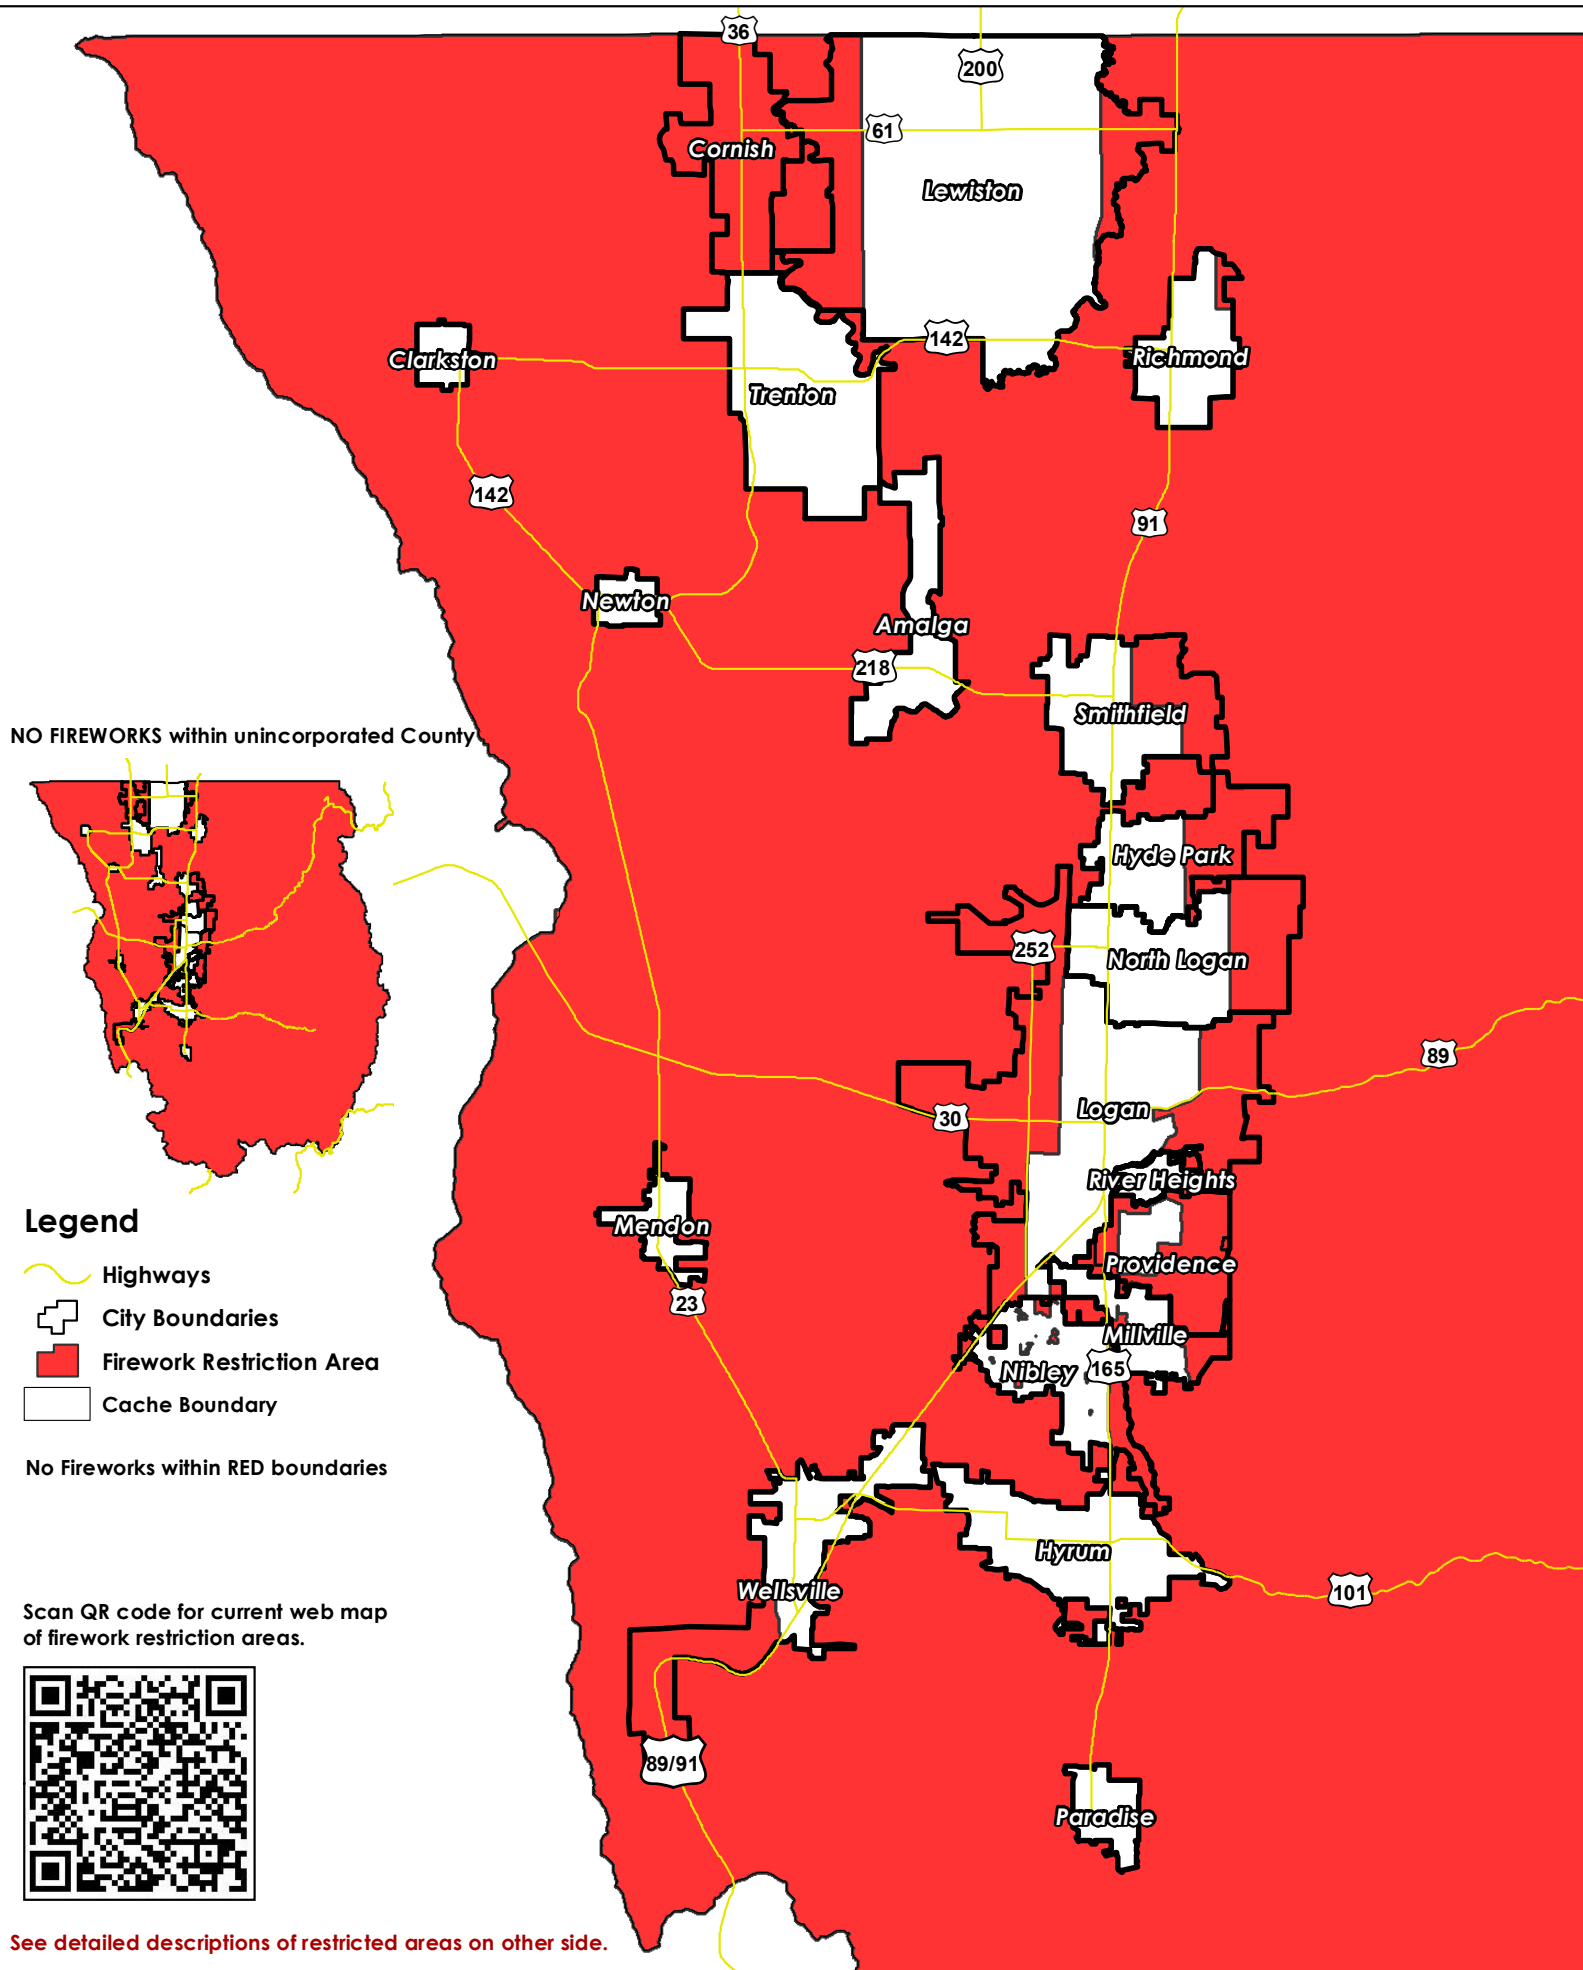 36
200
61
Cornish
Lewiston
142
Clarkston
Richmond
Trenton
142
91
Newton
Amalga
218
Smithfield
NO FIREWORKS within unincorporated County
Hyde Park
252
North Logan
89
30
Logan
River Heights
Mendon
Providence
23
Millville
Nibley
165
Legend
Highways
City Boundaries
Firework Restriction Area
Cache Boundary
No Fireworks within RED boundaries
Hyrum
Wellsville
101
Scan QR code for current web map
of firework restriction areas.
89/91
Paradise
See detailed descriptions of restricted areas on other side.